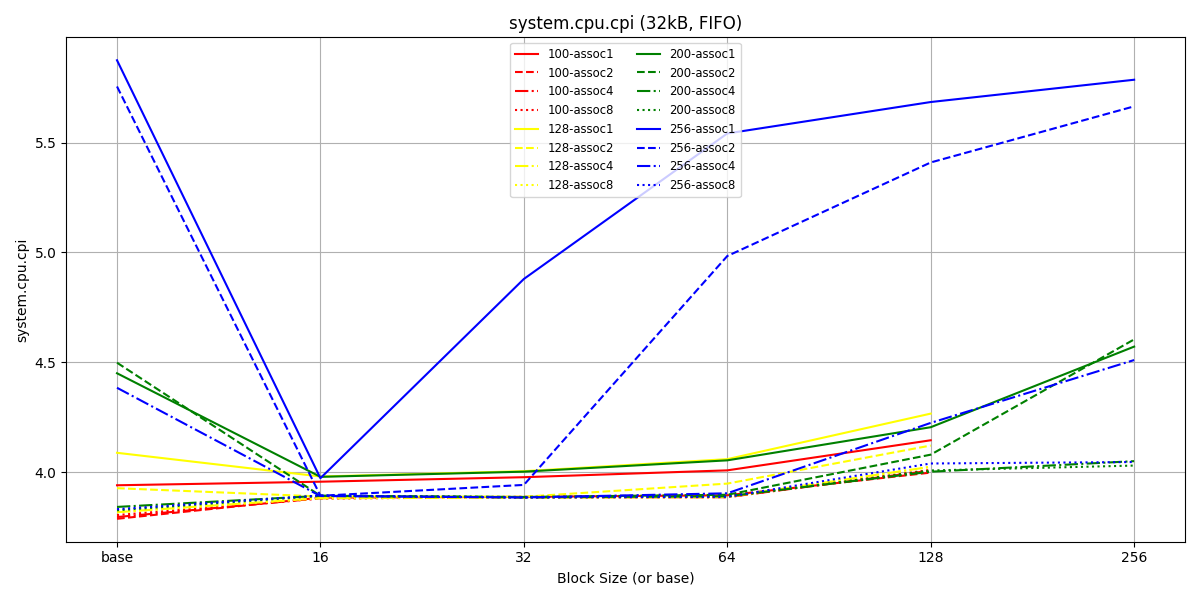 system.cpu.cpi (32kB, FIFO)
100-assoc1
100-assoc2
100-assoc4
100-assoc8
128-assoc1
128-assoc2
128-assoc4
128-assoc8
200-assoc1
200-assoc2
200-assoc4
200-assoc8
256-assoc1
256-assoc2
256-assoc4
256-assoc8
system.cpu.cpi
5.5
5.0
4.5
4.0
base
16
32
64
128
256
Block Size (or base)